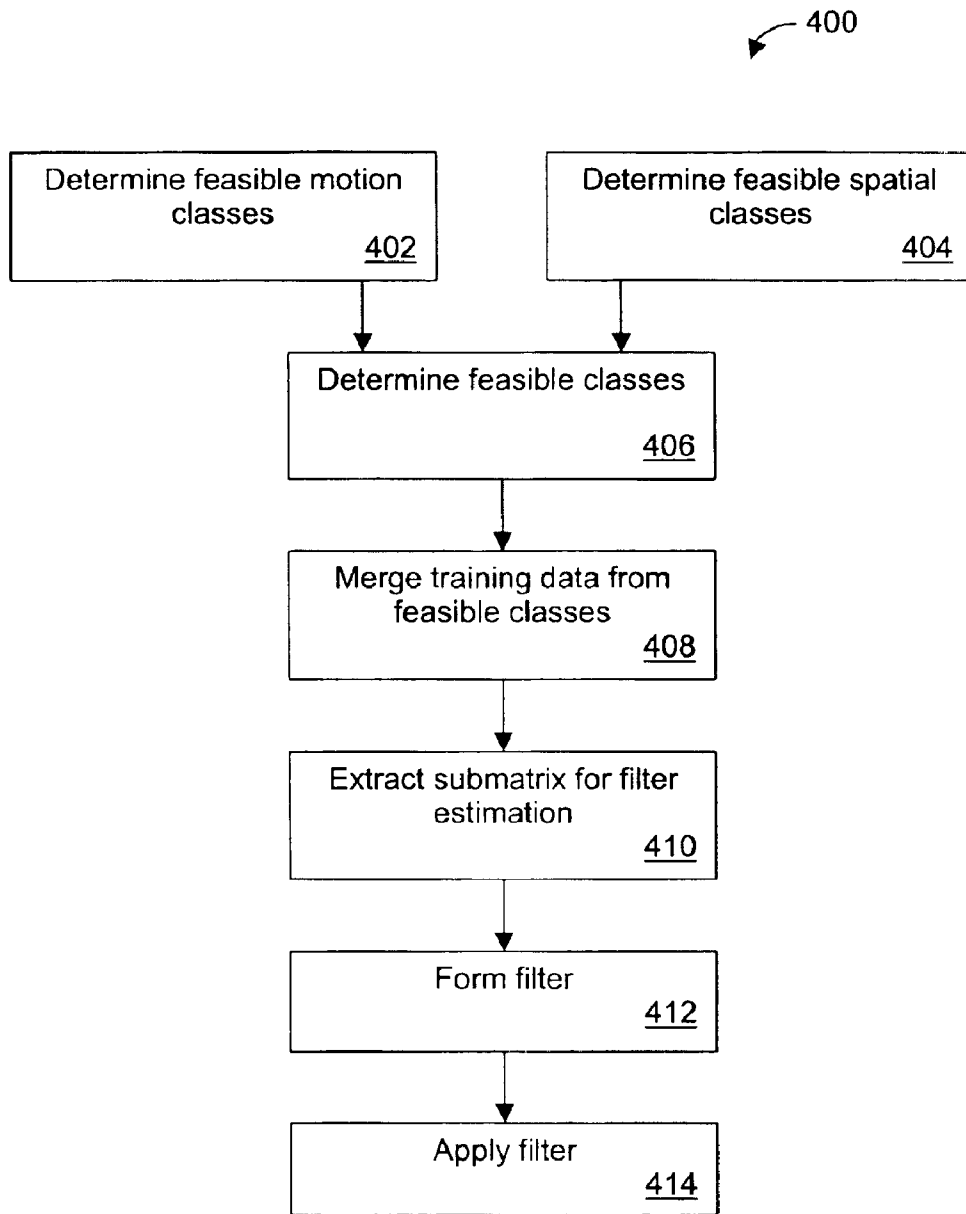 400
Determine feasible motion
classes
402
Determine feasible spatial
classes
404
Determine feasible classes
406
Merge training data from
feasible classes
408
Extract submatrix for filter
estimation
410
Form filter
412
Apply filter
414